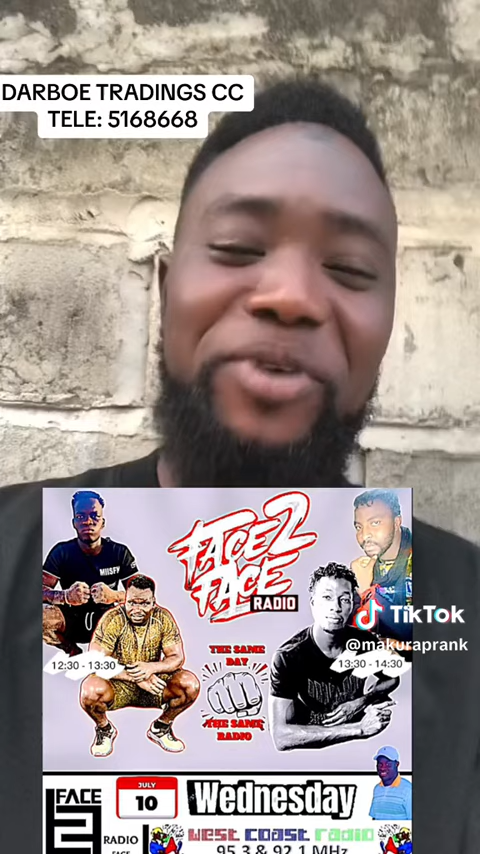 DARBOE TRADINGS CC
TELE: 5168668
FACE 2
FACE
RADIO
TikTok
@makuraprank
12:30 - 13:30
THE SAME
DAY
THE SAME
RADIO
13:30 - 14:30
JULY
10
Wednesday
FACE
2
RADIO
FACE
west coast radio
95.3 & 92.1 MHz